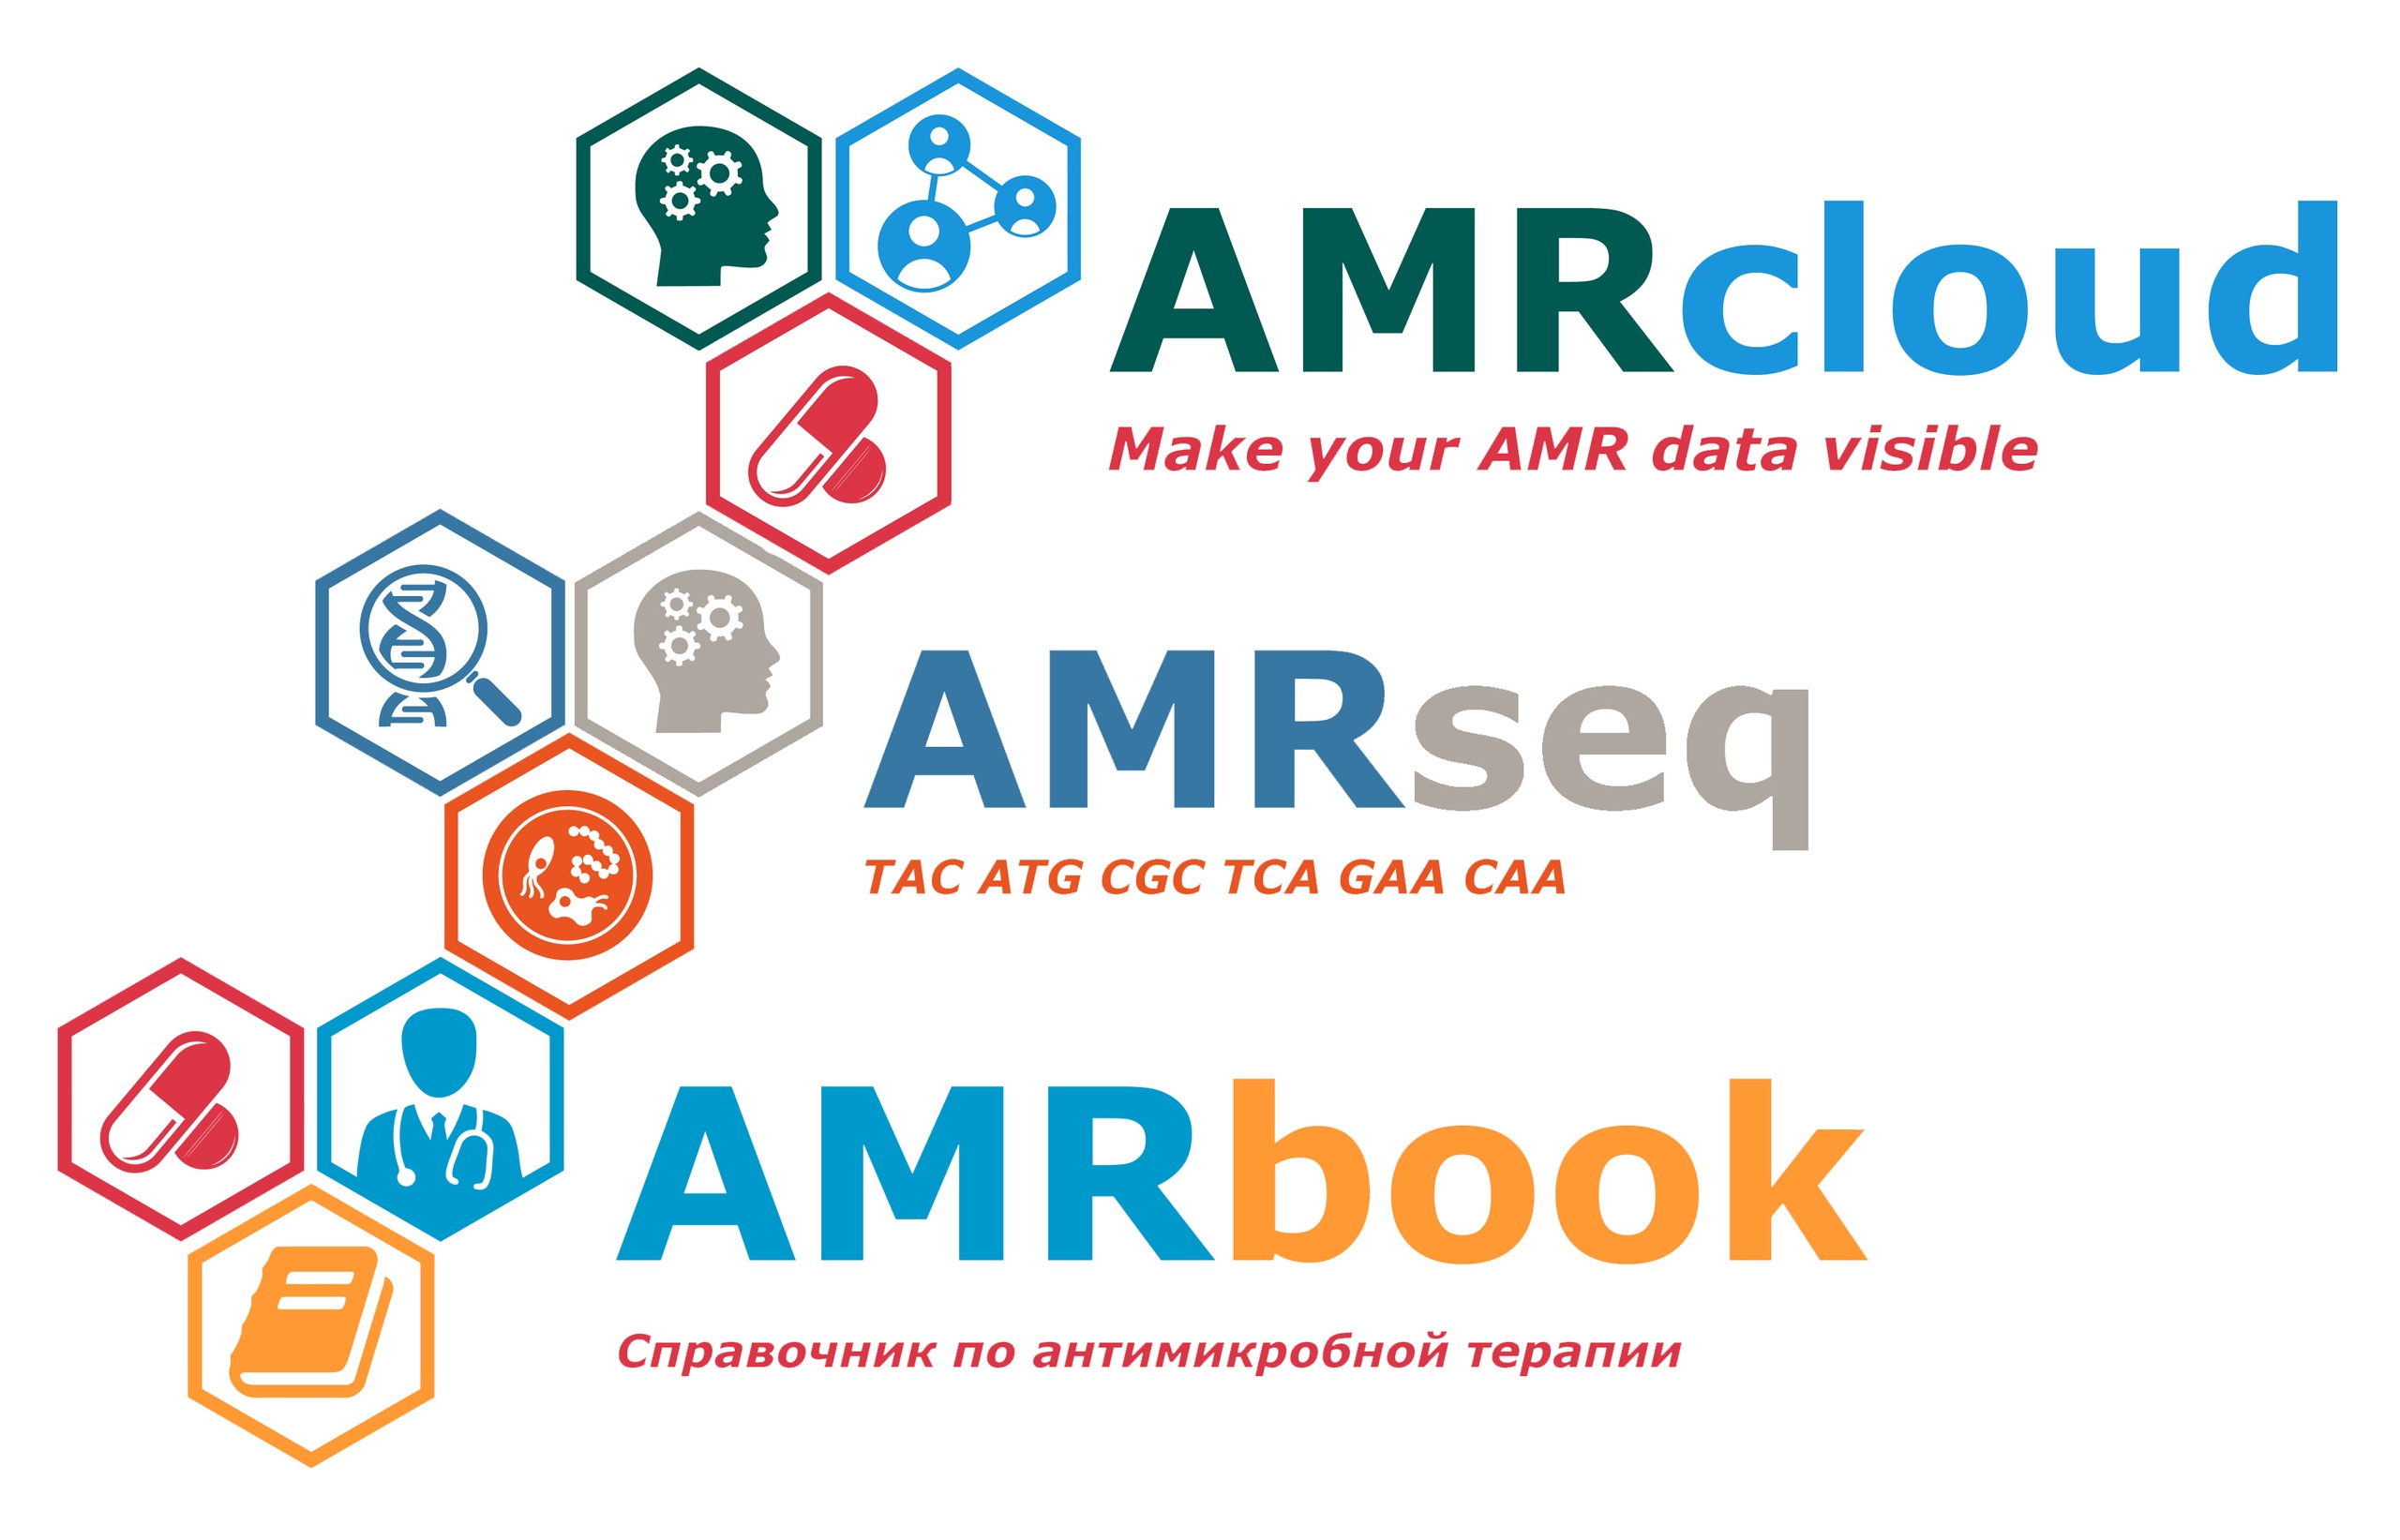 AMRcloud
Make your AMR data visible
AMRseq
TAC ATG CGC TCA GAA CAA
AMRbook
Справочник по антимикробной терапии